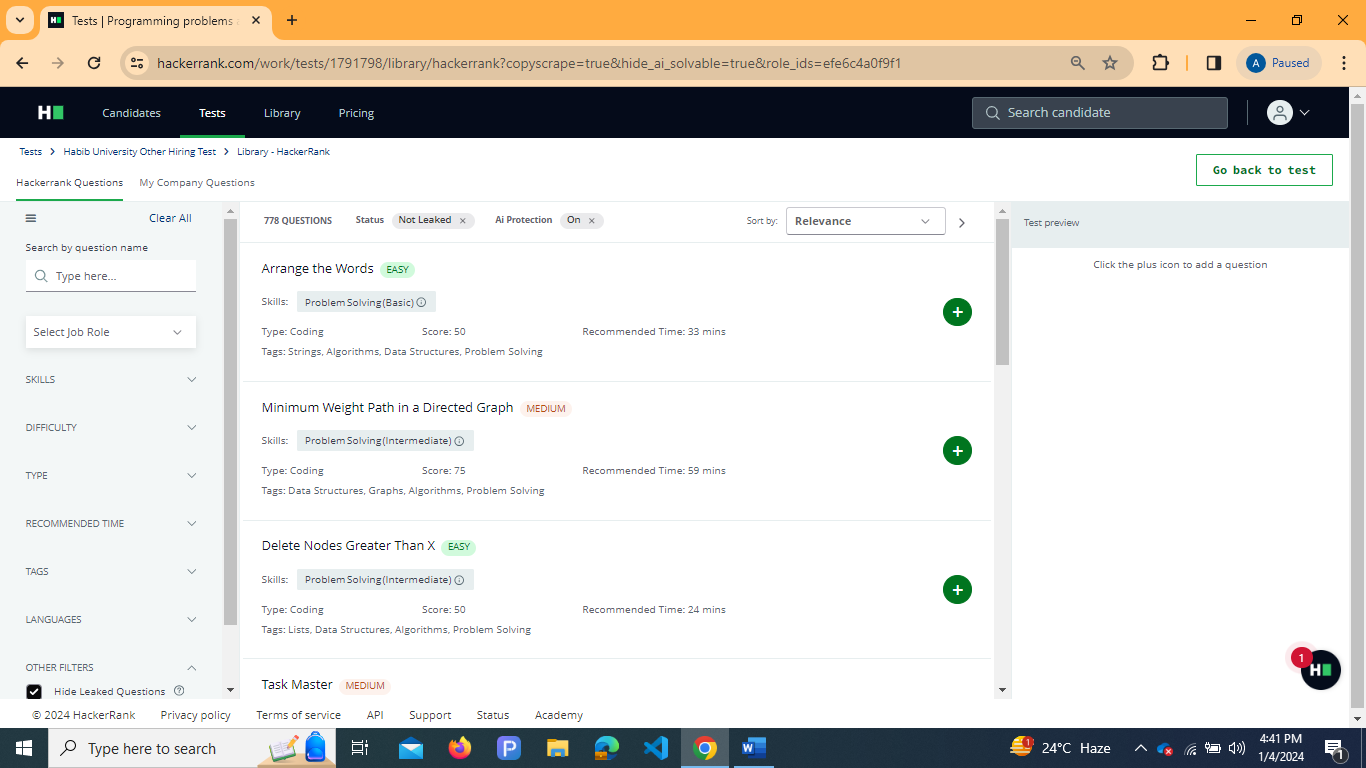 Tests | Programming problems
hackerrank.com/work/tests/1791798/library/hackerrank?copyscrape=true&hide_ai_solvable=true&role_ids=efe6c4a0f9f1
A Paused
H
Candidates Tests Library Pricing
Search candidate
Tests > Habib University Other Hiring Test > Library - HackerRank
Go back to test
Hackerrank Questions My Company Questions
Clear All
Search by question name
Type here...
Select Job Role
SKILLS
DIFFICULTY
TYPE
RECOMMENDED TIME
TAGS
LANGUAGES
OTHER FILTERS
Hide Leaked Questions
778 QUESTIONS Status Not Leaked Ai Protection On Sort by: Relevance
Arrange the Words EASY
Skills: Problem Solving (Basic)
Type: Coding Score: 50 Recommended Time: 33 mins
Tags: Strings, Algorithms, Data Structures, Problem Solving
Minimum Weight Path in a Directed Graph MEDIUM
Skills: Problem Solving (Intermediate)
Type: Coding Score: 75 Recommended Time: 59 mins
Tags: Data Structures, Graphs, Algorithms, Problem Solving
Delete Nodes Greater Than X EASY
Skills: Problem Solving (Intermediate)
Type: Coding Score: 50 Recommended Time: 24 mins
Tags: Lists, Data Structures, Algorithms, Problem Solving
Task Master MEDIUM
Test preview
Click the plus icon to add a question
1
H
© 2024 HackerRank Privacy policy Terms of service API Support Status Academy
Type here to search
1
24°C Haze
4:41 PM
1/4/2024
1